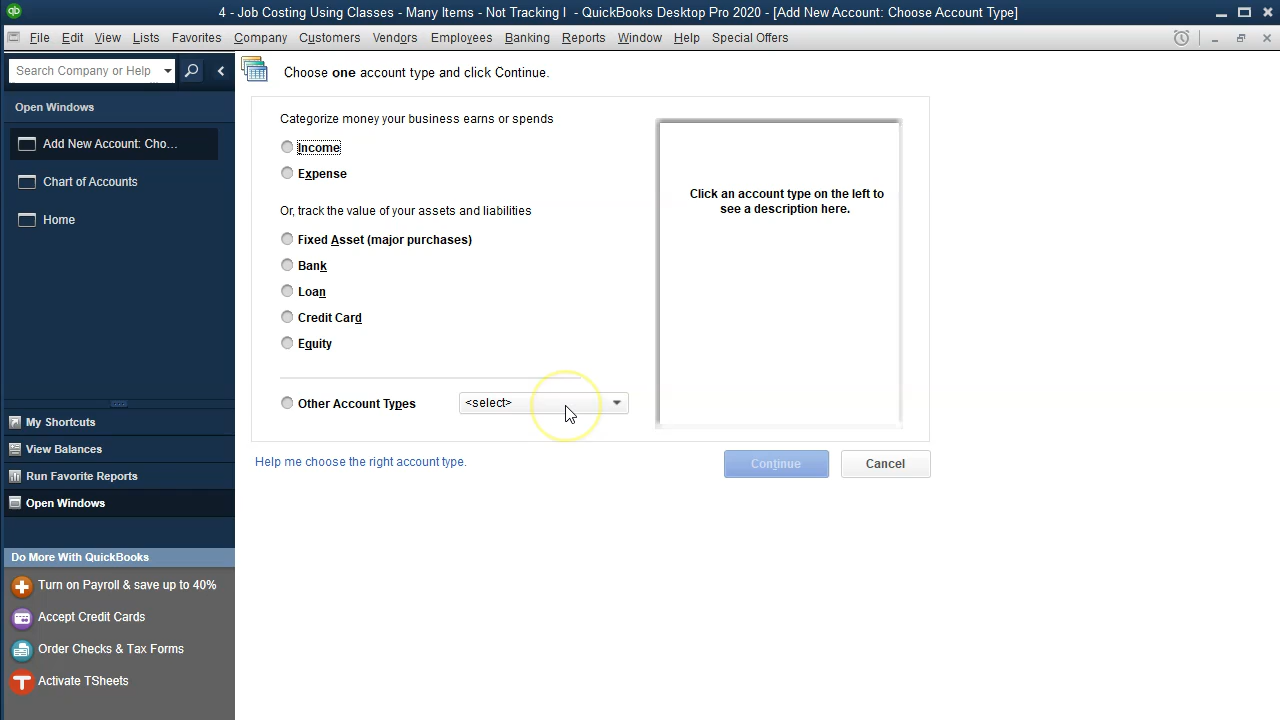 4 - Job Costing Using Classes - Many Items - Not Tracking I - QuickBooks Desktop Pro 2020 - [Add New Account: Choose Account Type]
File Edit View Lists Favorites Company Customers Vendors Employees Banking Reports Window Help Special Offers
Search Company or Help
Open Windows
Add New Account: Cho...
Chart of Accounts
Home
My Shortcuts
View Balances
Run Favorite Reports
Open Windows
Do More With QuickBooks
Turn on Payroll & save up to 40%
Accept Credit Cards
Order Checks & Tax Forms
Activate TSheets
Choose one account type and click Continue.
Categorize money your business earns or spends
Income
Expense
Or, track the value of your assets and liabilities
Fixed Asset (major purchases)
Bank
Loan
Credit Card
Equity
Other Account Types <select>
Click an account type on the left to
see a description here.
Help me choose the right account type.
Continue Cancel